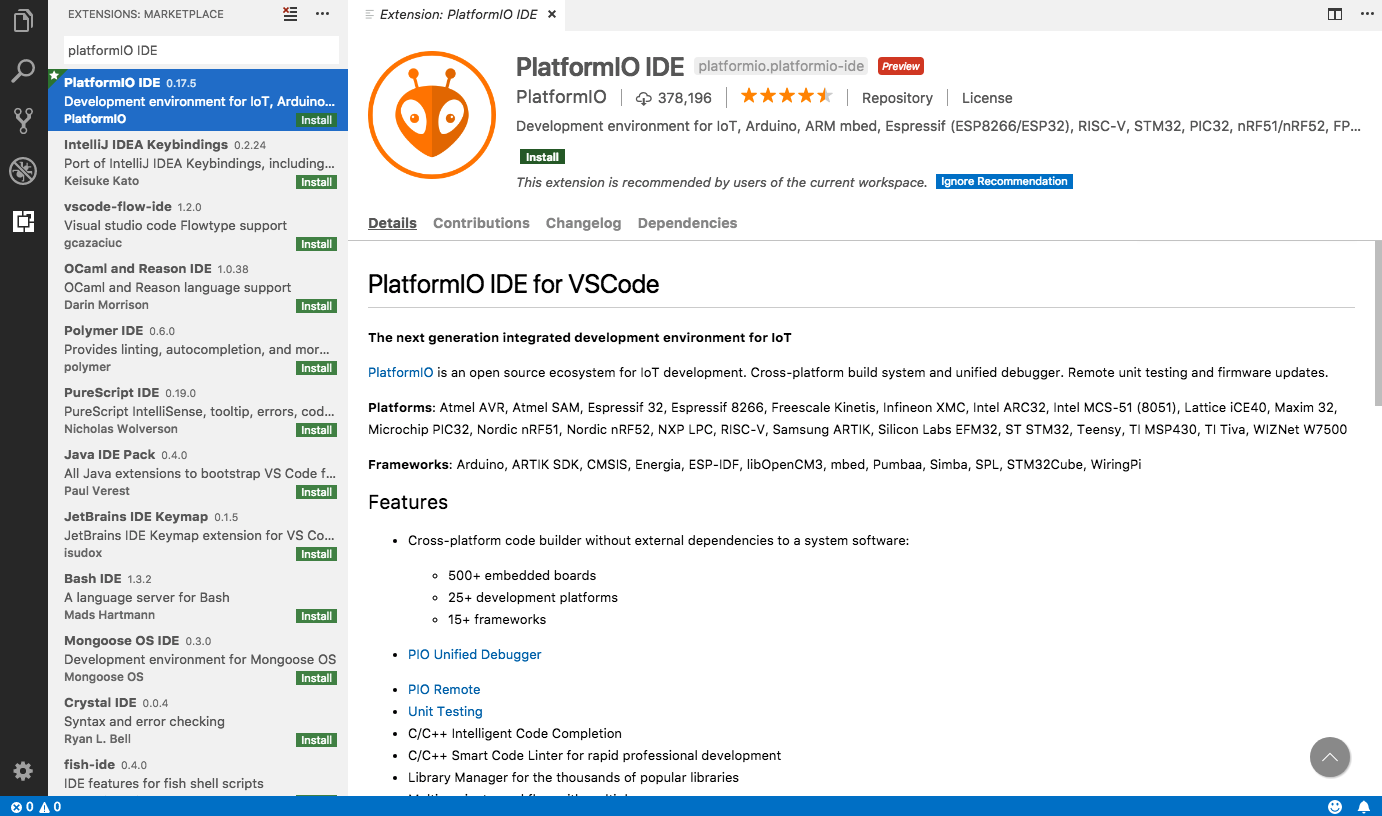 EXTENSIONS: MARKETPLACE
platformIO IDE
PlatformIO IDE 0.17.5
Development environment for IoT, Arduino...
PlatformIO Install
IntelliJ IDEA Keybindings 0.2.24
Port of IntelliJ IDEA Keybindings, including...
Keisuke Kato Install
vscode-flow-ide 1.2.0
Visual studio code Flowtype support
gcazaciuc Install
OCaml and Reason IDE 1.0.38
OCaml and Reason language support
Darin Morrison Install
Polymer IDE 0.6.0
Provides linting, autocompletion, and mor...
polymer Install
PureScript IDE 0.19.0
PureScript IntelliSense, tooltip, errors, cod...
Nicholas Wolverson Install
Java IDE Pack 0.4.0
All Java extensions to bootstrap VS Code f...
Paul Verest Install
JetBrains IDE Keymap 0.1.5
JetBrains IDE Keymap extension for VS Co...
isudox Install
Bash IDE 1.3.2
A language server for Bash
Mads Hartmann Install
Mongoose OS IDE 0.3.0
Development environment for Mongoose OS
Mongoose OS Install
Crystal IDE 0.0.4
Syntax and error checking
Ryan L. Bell Install
fish-ide 0.4.0
IDE features for fish shell scripts
Extension: PlatformIO IDE
PlatformIO IDE platformio.platformio-ide Preview
PlatformIO 378,196 Repository License
Development environment for IoT, Arduino, ARM mbed, Espressif (ESP8266/ESP32), RISC-V, STM32, PIC32, nRF51/nRF52, FP...
Install
This extension is recommended by users of the current workspace. Ignore Recommendation
Details Contributions Changelog Dependencies
PlatformIO IDE for VSCode
The next generation integrated development environment for IoT
PlatformIO is an open source ecosystem for IoT development. Cross-platform build system and unified debugger. Remote unit testing and firmware updates.
Platforms: Atmel AVR, Atmel SAM, Espressif 32, Espressif 8266, Freescale Kinetis, Infineon XMC, Intel ARC32, Intel MCS-51 (8051), Lattice iCE40, Maxim 32,
Microchip PIC32, Nordic nRF51, Nordic nRF52, NXP LPC, RISC-V, Samsung ARTIK, Silicon Labs EFM32, ST STM32, Teensy, TI MSP430, TI Tiva, WIZNet W7500
Frameworks: Arduino, ARTIK SDK, CMSIS, Energia, ESP-IDF, libOpenCM3, mbed, Pumbaa, Simba, SPL, STM32Cube, WiringPi
Features
• Cross-platform code builder without external dependencies to a system software:
500+ embedded boards
25+ development platforms
15+ frameworks
• PIO Unified Debugger
• PIO Remote
• Unit Testing
• C/C++ Intelligent Code Completion
• C/C++ Smart Code Linter for rapid professional development
• Library Manager for the thousands of popular libraries
0 0